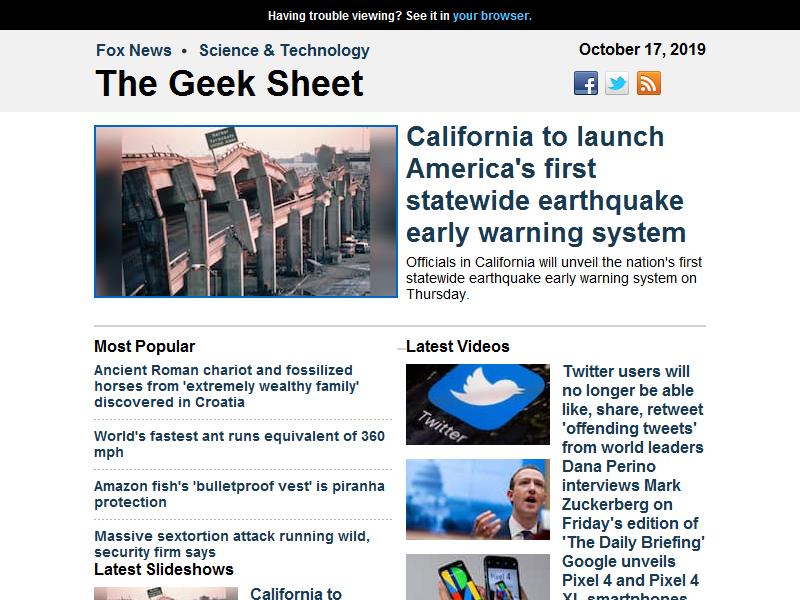 Having trouble viewing? See it in your browser.
Fox News • Science & Technology
October 17, 2019
The Geek Sheet
California to launch
America's first
statewide earthquake
early warning system
Officials in California will unveil the nation's first
statewide earthquake early warning system on
Thursday.
Most Popular
Ancient Roman chariot and fossilized
horses from 'extremely wealthy family'
discovered in Croatia
World's fastest ant runs equivalent of 360
mph
Amazon fish's 'bulletproof vest' is piranha
protection
Massive sextortion attack running wild,
security firm says
Latest Slideshows
California to
Latest Videos
Twitter
Twitter users will
no longer be able
like, share, retweet
'offending tweets'
from world leaders
Dana Perino
interviews Mark
Zuckerberg on
Friday's edition of
'The Daily Briefing'
Pixel 4
Google unveils
Pixel 4 and Pixel 4
XL smartphones